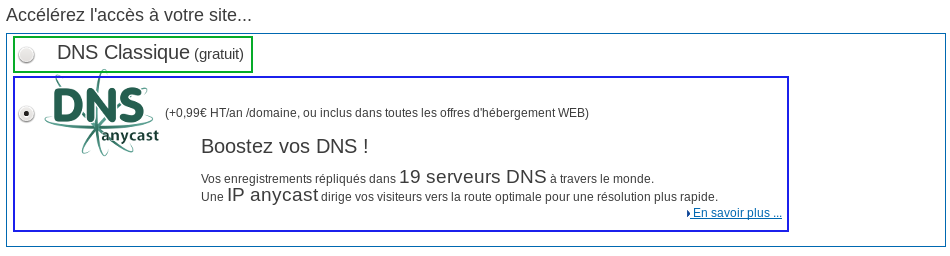 Accélérez l'accès à votre site...
DNS Classique (gratuit)
DNS anycast
(+0,99€ HT/an /domaine, ou inclus dans toutes les offres d'hébergement WEB)
Boostez vos DNS !
Vos enregistrements répliqués dans 19 serveurs DNS à travers le monde.
Une IP anycast dirige vos visiteurs vers la route optimale pour une résolution plus rapide.
En savoir plus ...